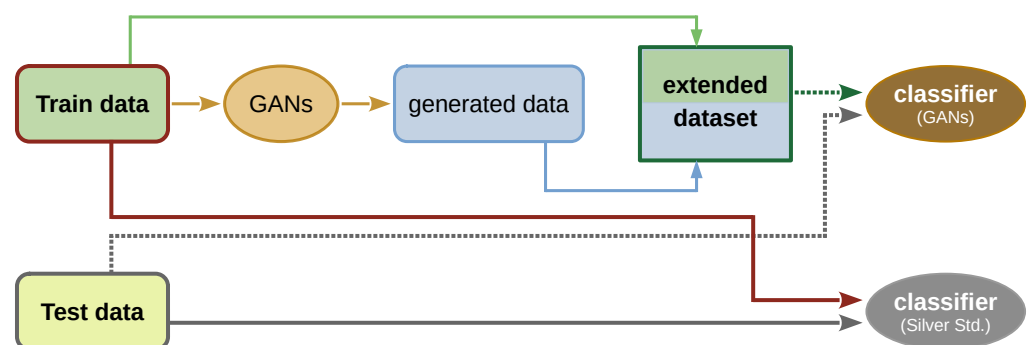 Train data
GANs
generated data
extended
dataset
classifier
(GANs)
Test data
classifier
(Silver Std.)